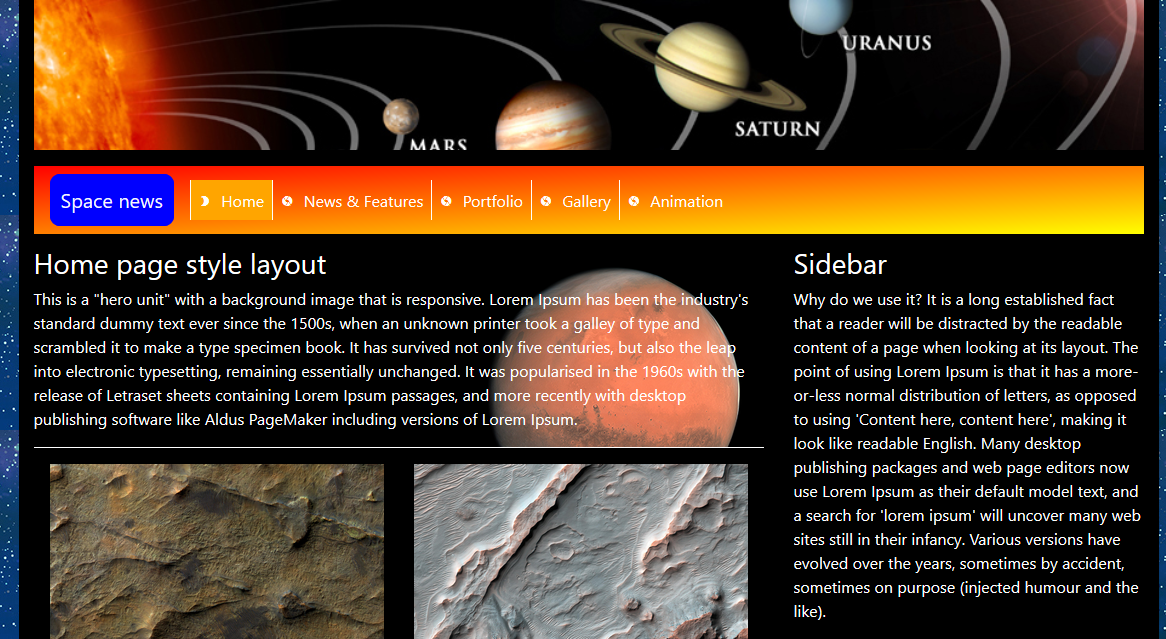 URANUS
SATURN
MARS
Space news
Home
News & Features
Portfolio
Gallery
Animation
Home page style layout
This is a "hero unit" with a background image that is responsive. Lorem Ipsum has been the industry's
standard dummy text ever since the 1500s, when an unknown printer took a galley of type and
scrambled it to make a type specimen book. It has survived not only five centuries, but also the leap
into electronic typesetting, remaining essentially unchanged. It was popularised in the 1960s with the
release of Letraset sheets containing Lorem Ipsum passages, and more recently with desktop
publishing software like Aldus PageMaker including versions of Lorem Ipsum.
Sidebar
Why do we use it? It is a long established fact
that a reader will be distracted by the readable
content of a page when looking at its layout. The
point of using Lorem Ipsum is that it has a more-
or-less normal distribution of letters, as opposed
to using 'Content here, content here', making it
look like readable English. Many desktop
publishing packages and web page editors now
use Lorem Ipsum as their default model text, and
a search for 'lorem ipsum' will uncover many web
sites still in their infancy. Various versions have
evolved over the years, sometimes by accident,
sometimes on purpose (injected humour and the
like).